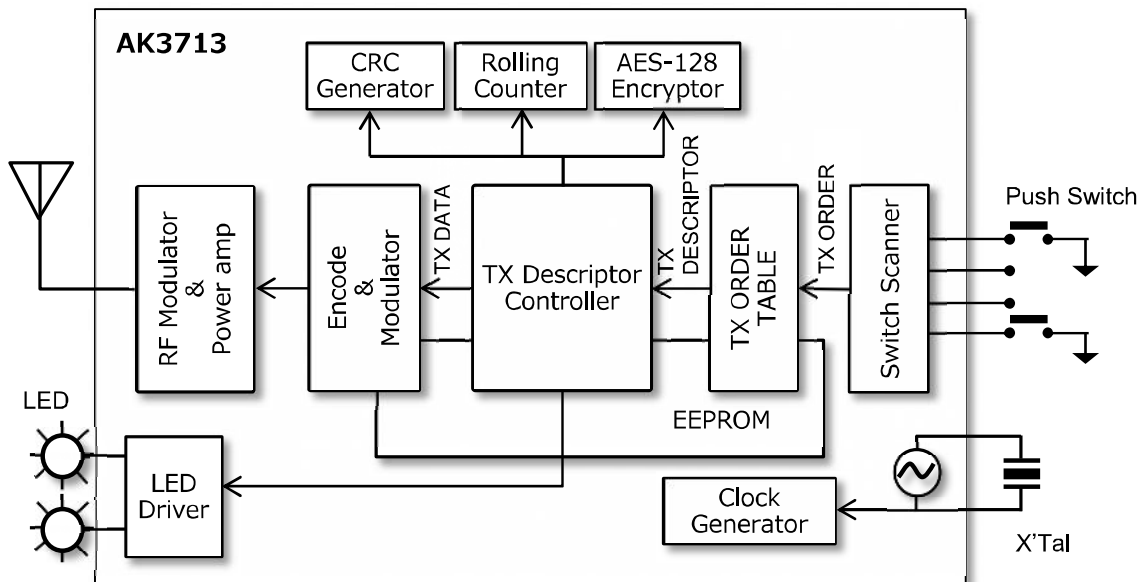 AK3713
CRC
Generator
Rolling
Counter
AES-128
Encryptor
RF Modulator
&
Power amp
Encode
&
Modulator
TX DATA
TX Descriptor
Controller
TX
DESCRIPTOR
TX ORDER
TABLE
TX ORDER
Switch Scanner
Push Switch
LED
EEPROM
LED
Driver
Clock
Generator
X'Tal